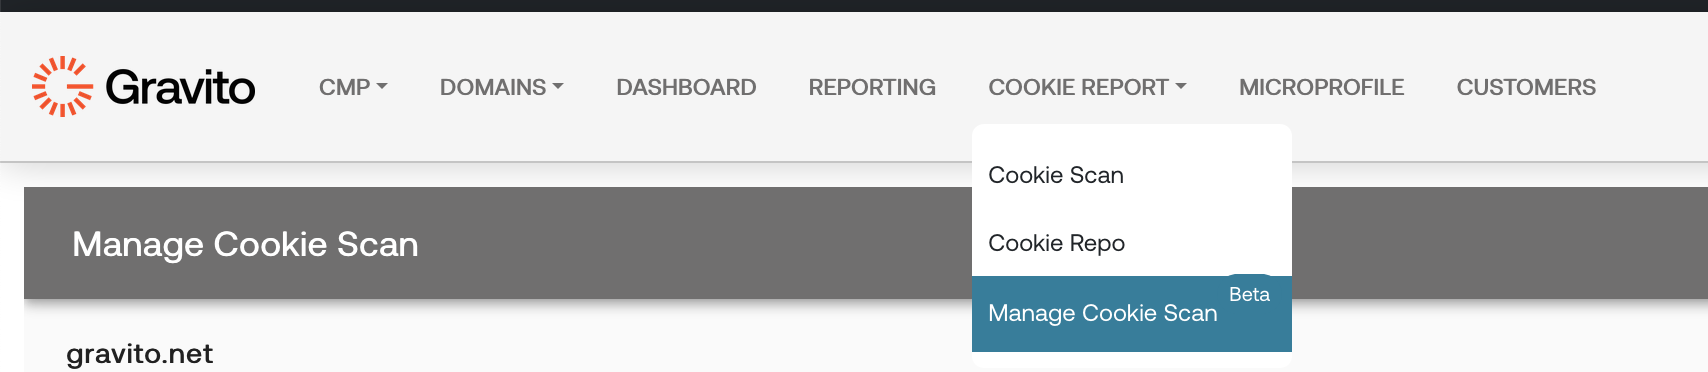 Gravito
CMP
DOMAINS
DASHBOARD
REPORTING
COOKIE REPORT
MICROPROFILE
CUSTOMERS
Cookie Scan
Cookie Repo
Manage Cookie Scan
Beta
Manage Cookie Scan
gravito.net